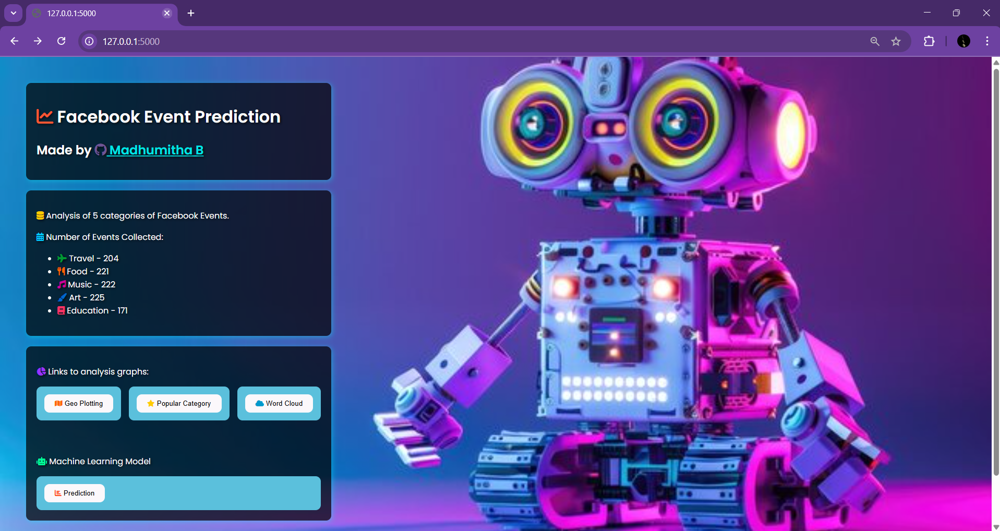 127.0.0.1:5000
127.0.0.1:5000
Facebook Event Prediction
Made by Madhumitha B
Analysis of 5 categories of Facebook Events.
Number of Events Collected:
Travel - 204
Food - 221
Music - 222
Art - 225
Education - 171
Links to analysis graphs:
Geo Plotting
Popular Category
Word Cloud
Machine Learning Model
Prediction